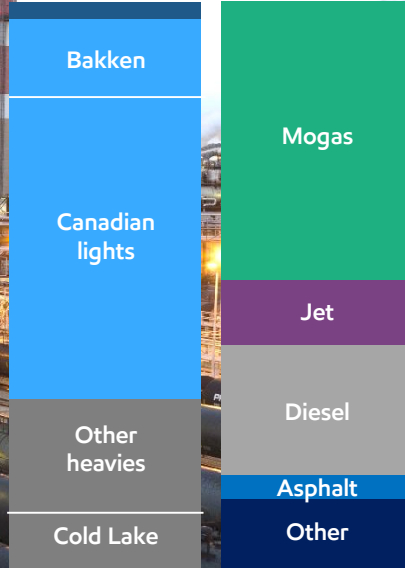 Bakken
Canadian
lights
Other
heavies
Cold Lake
Mogas
Jet
Diesel
Asphalt
Other